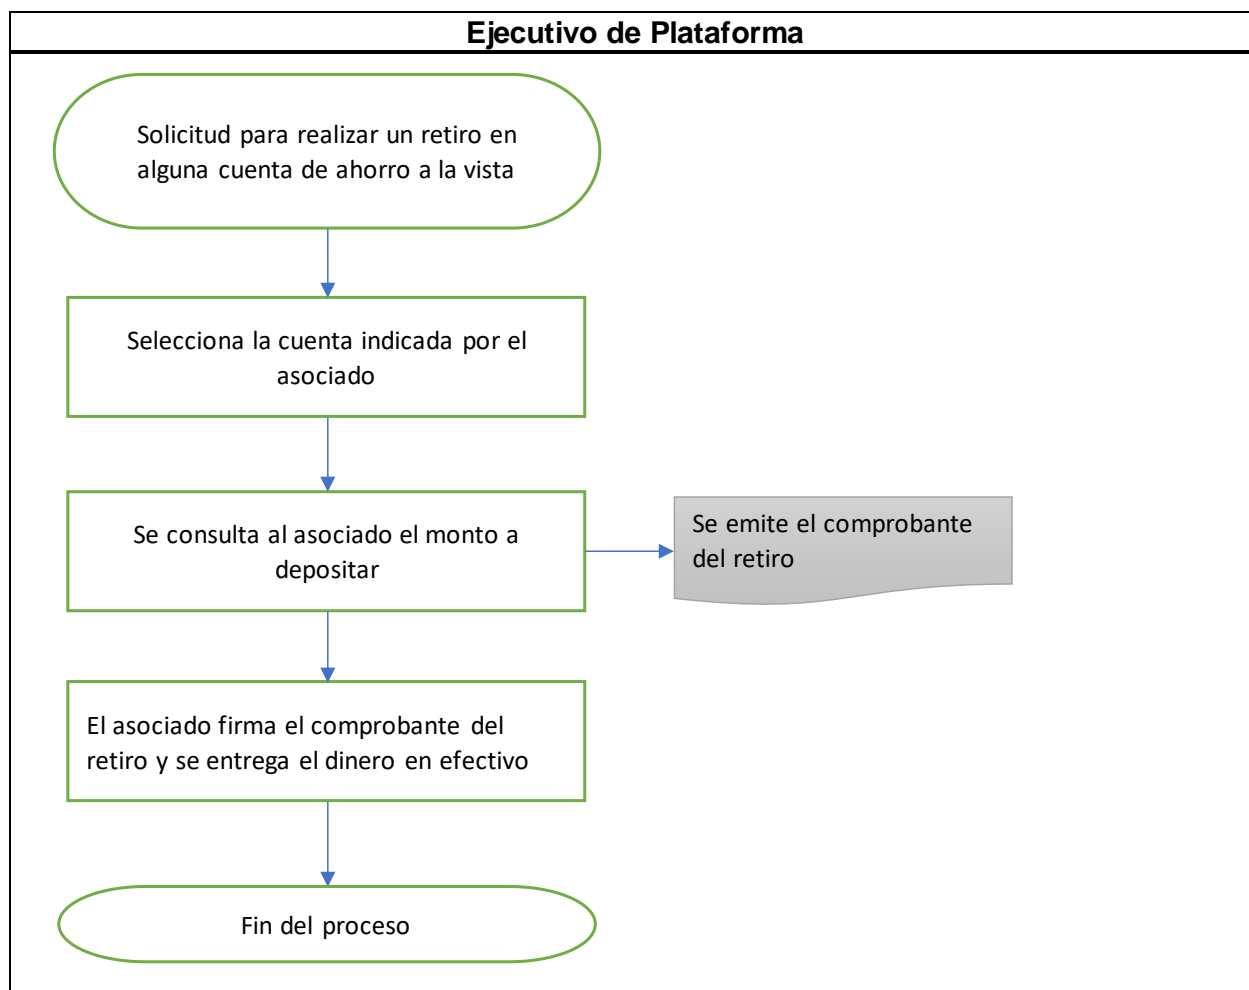 Ejecutivo de Plataforma
Solicitud para realizar un retiro en
alguna cuenta de ahorro a la vista
Selecciona la cuenta indicada por el
asociado
Se consulta al asociado el monto a
depositar
Se emite el comprobante
del retiro
El asociado firma el comprobante del
retiro y se entrega el dinero en efectivo
Fin del proceso